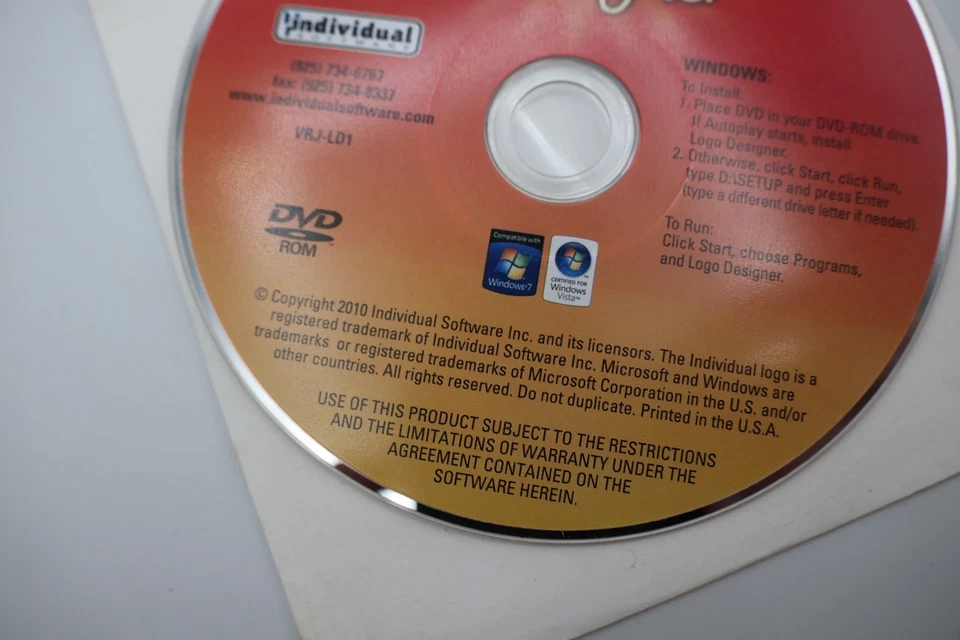 individual
SOFTWARE
(925) 734-6767
fax: (925) 734-8337
www.individualsoftware.com
VRJ-LD1
DVD
ROM
WINDOWS:
To Install:
1. Place DVD in your DVD-ROM drive.
If Autoplay starts, install
Logo Designer.
2. Otherwise, click Start, click Run,
type D:\SETUP and press Enter
(type a different drive letter if needed).
To Run:
Click Start, choose Programs,
and Logo Designer.
Compatible with
Windows 7
CERTIFIED FOR
Windows
Vista™
© Copyright 2010 Individual Software Inc. and its licensors. The Individual logo is a
registered trademark of Individual Software Inc. Microsoft and Windows are
trademarks or registered trademarks of Microsoft Corporation in the U.S. and/or
other countries. All rights reserved. Do not duplicate. Printed in the U.S.A.
USE OF THIS PRODUCT SUBJECT TO THE RESTRICTIONS
AND THE LIMITATIONS OF WARRANTY UNDER THE
AGREEMENT CONTAINED ON THE
SOFTWARE HEREIN.